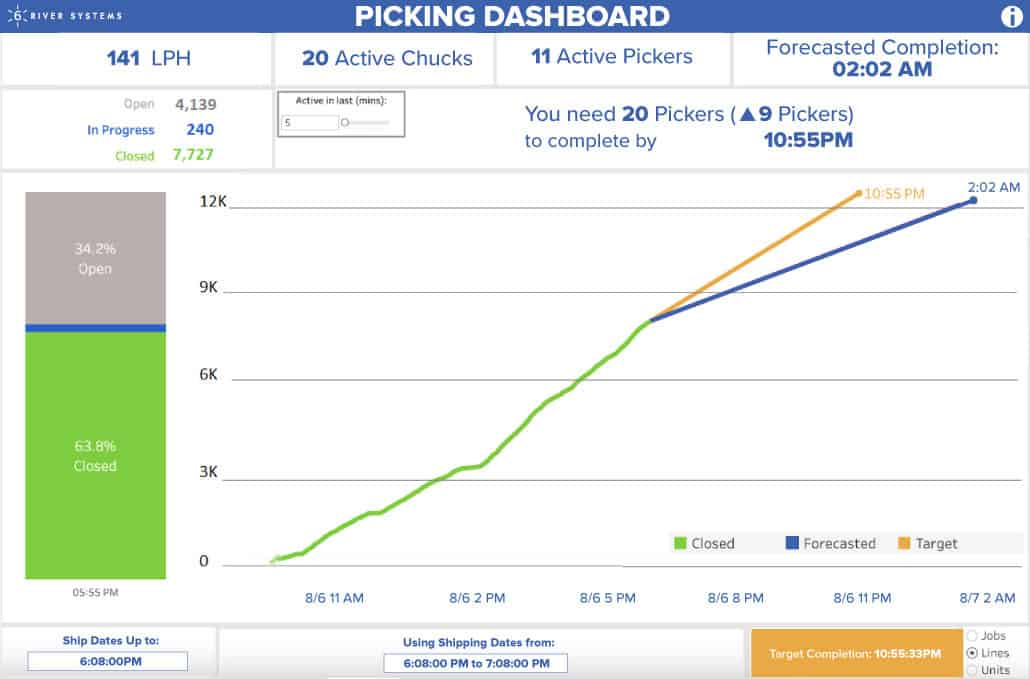 6 RIVER SYSTEMS
PICKING DASHBOARD
i
141 LPH
20 Active Chucks
11 Active Pickers
Forecasted Completion:
02:02 AM
Open 4,139
In Progress 240
Closed 7,727
Active in last (mins):
5
You need 20 Pickers (▲9 Pickers)
to complete by 10:55PM
34.2%
Open
63.8%
Closed
05:55 PM
12K
9K
6K
3K
0
10:55 PM
2:02 AM
Closed Forecasted Target
8/6 11 AM 8/6 2 PM 8/6 5 PM 8/6 8 PM 8/6 11 PM 8/7 2 AM
Ship Dates Up to:
6:08:00PM
Using Shipping Dates from:
6:08:00 PM to 7:08:00 PM
Target Completion: 10:55:33PM
Jobs
Lines
Units